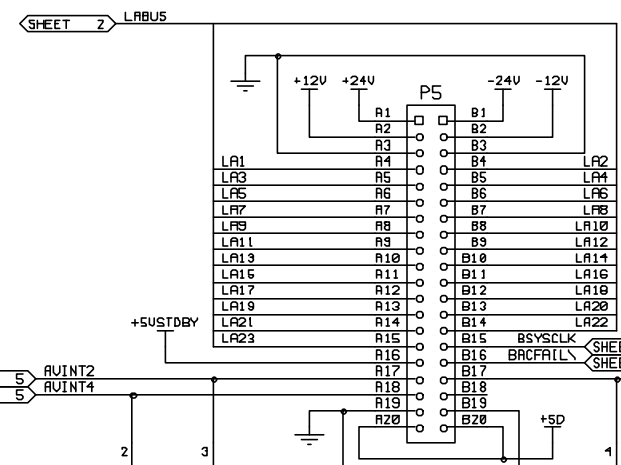 SHEET 2 LABUS
+12V +24V -24V -12V
P5
A1 B1
A2 B2
A3 B3
LA1 A4 B4 LA2
LA3 A5 B5 LA4
LA5 A6 B6 LA6
LA7 A7 B7 LA8
LA9 A8 B8 LA10
LA11 A9 B9 LA12
LA13 A10 B10 LA14
LA15 A11 B11 LA16
LA17 A12 B12 LA18
LA19 A13 B13 LA20
+5VSTDBY LA21 A14 B14 LA22
LA23 A15 B15 BSYSCLK SHEE
A16 B16 BACFAIL\ SHEE
5 AVINT2 A17 B17
5 AVINT4 A18 B18
A19 B19
A20 B20 +5D
2 3 4